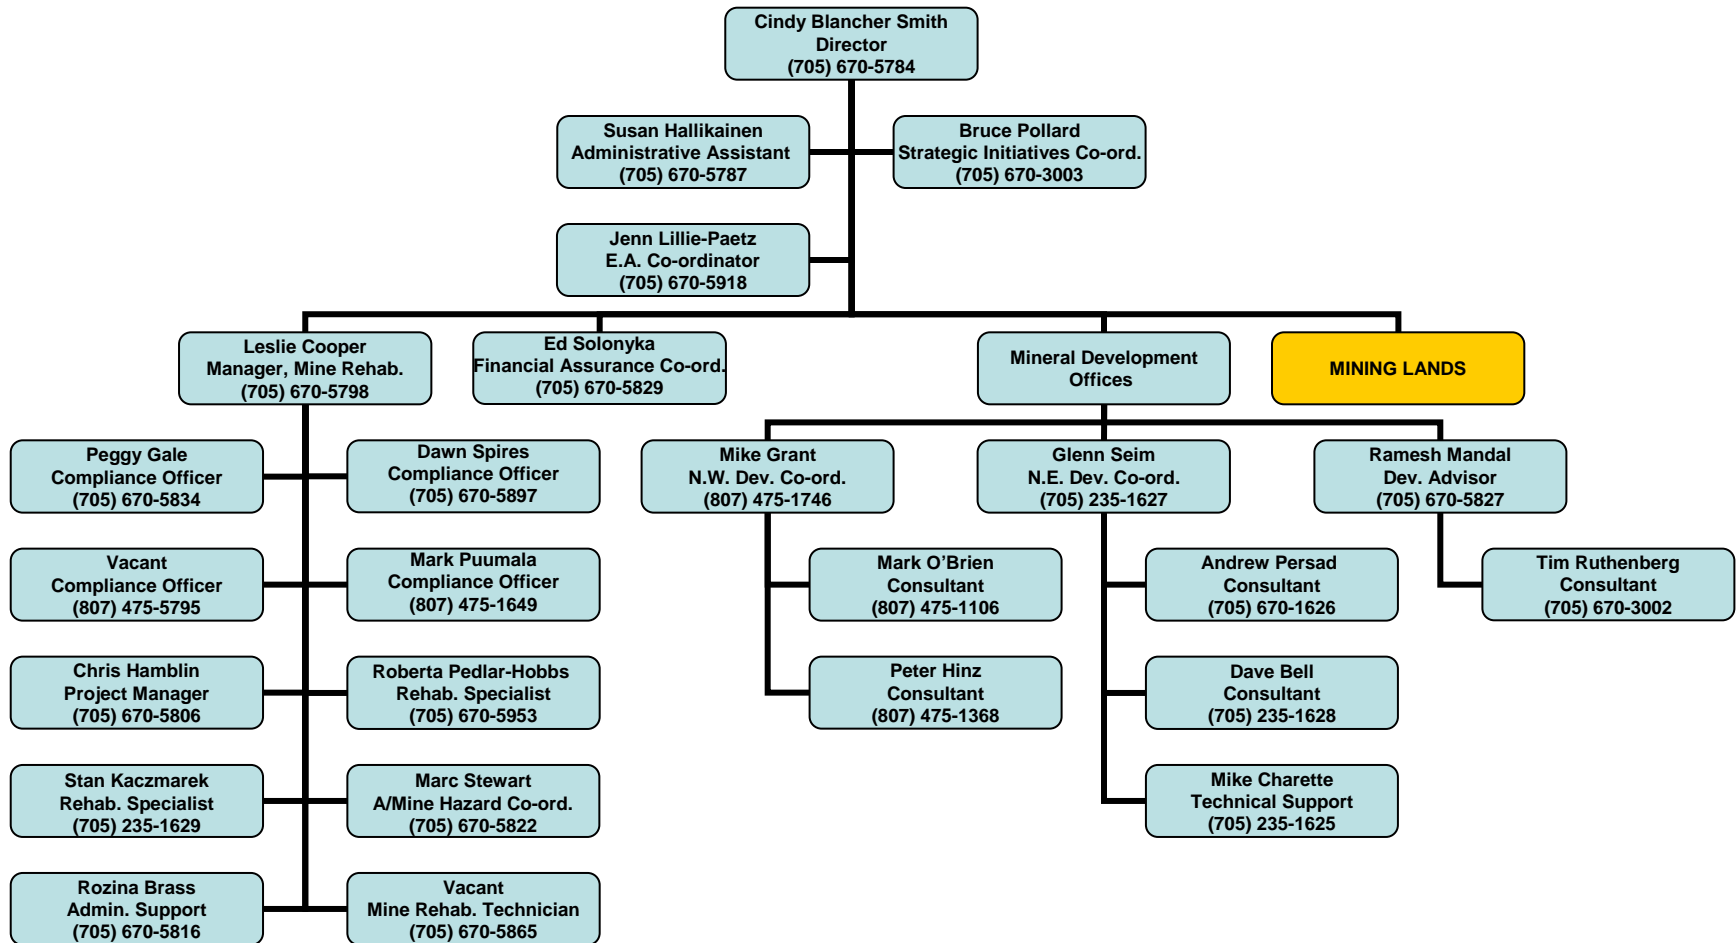 Cindy Blancher Smith
Director
(705) 670-5784
Susan Hallikainen
Administrative Assistant
(705) 670-5787
Bruce Pollard
Strategic Initiatives Co-ord.
(705) 670-3003
Jenn Lillie-Paetz
E.A. Co-ordinator
(705) 670-5918
Leslie Cooper
Manager, Mine Rehab.
(705) 670-5798
Ed Solonyka
Financial Assurance Co-ord.
(705) 670-5829
Mineral Development
Offices
MINING LANDS
Peggy Gale
Compliance Officer
(705) 670-5834
Dawn Spires
Compliance Officer
(705) 670-5897
Mike Grant
N.W. Dev. Co-ord.
(807) 475-1746
Glenn Seim
N.E. Dev. Co-ord.
(705) 235-1627
Ramesh Mandal
Dev. Advisor
(705) 670-5827
Vacant
Compliance Officer
(807) 475-5795
Mark Puumala
Compliance Officer
(807) 475-1649
Mark O’Brien
Consultant
(807) 475-1106
Andrew Persad
Consultant
(705) 670-1626
Tim Ruthenberg
Consultant
(705) 670-3002
Chris Hamblin
Project Manager
(705) 670-5806
Roberta Pedlar-Hobbs
Rehab. Specialist
(705) 670-5953
Peter Hinz
Consultant
(807) 475-1368
Dave Bell
Consultant
(705) 235-1628
Stan Kaczmarek
Rehab. Specialist
(705) 235-1629
Marc Stewart
A/Mine Hazard Co-ord.
(705) 670-5822
Mike Charette
Technical Support
(705) 235-1625
Rozina Brass
Admin. Support
(705) 670-5816
Vacant
Mine Rehab. Technician
(705) 670-5865